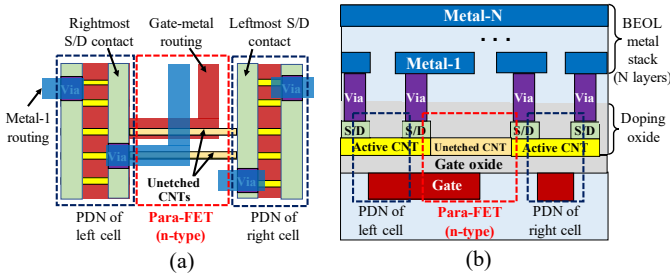 Rightmost
S/D contact
Gate-metal
routing
Leftmost S/D
contact
Via
Via
Via
Via
Metal-1
routing
Unetched
CNTs
PDN of
left cell
Para-FET
(n-type)
PDN of
right cell
(a)
Metal-N
. . .
Metal-1
BEOL
metal
stack
(N layers)
Via
Via
Via
Via
Doping
oxide
S/D
S/D
S/D
S/D
Active CNT
Unetched CNT
Active CNT
Gate oxide
Gate
PDN of
left cell
Para-FET
(n-type)
PDN of
right cell
(b)